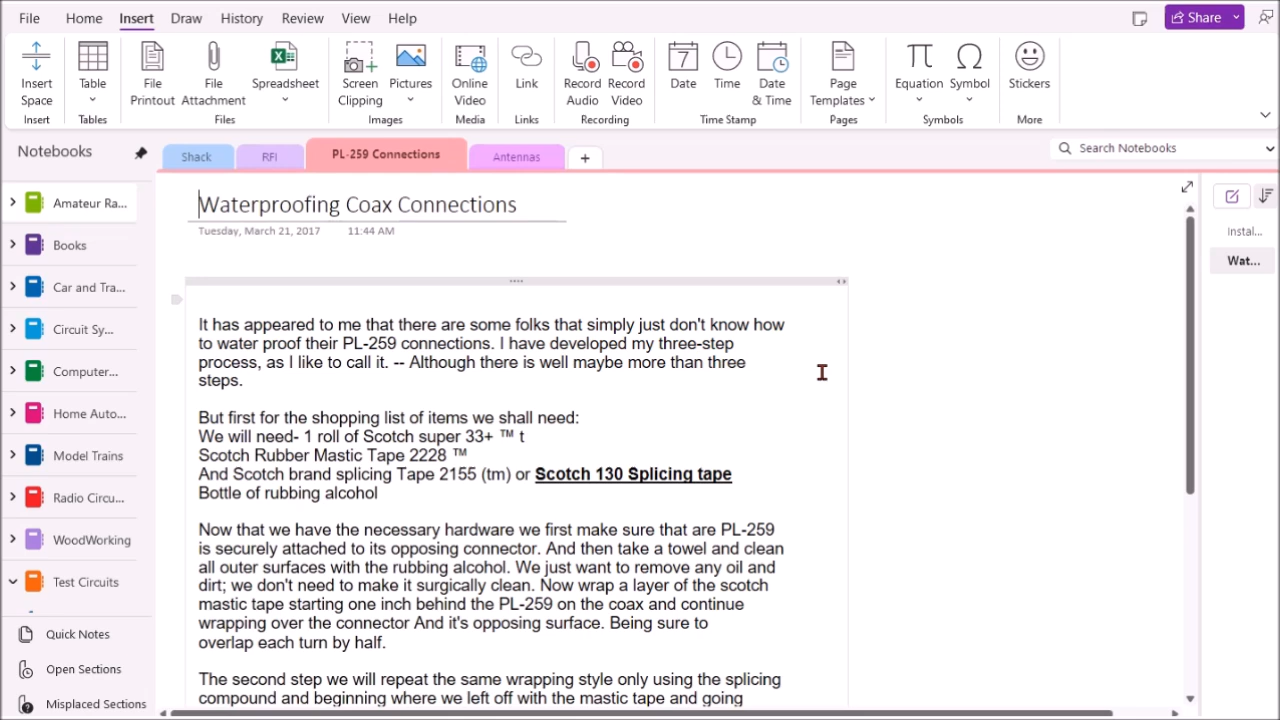 File Home Insert Draw History Review View Help Share
Insert Space
Table
File Printout
File Attachment
Spreadsheet
Screen Clipping
Pictures
Online Video
Link
Record Audio
Record Video
7
Date
Time
Date & Time
Page Templates
π
Equation
Ω
Symbol
Stickers
Insert Tables Files Images Media Links Recording Time Stamp Pages Symbols More
Notebooks
Shack RFI PL-259 Connections Antennas +
Search Notebooks
Amateur Ra...
Books
Car and Tra...
Circuit Sy...
Computer...
Home Auto...
Model Trains
Radio Circu...
WoodWorking
Test Circuits
Quick Notes
Open Sections
Misplaced Sections
Waterproofing Coax Connections
Tuesday, March 21, 2017 11:44 AM
It has appeared to me that there are some folks that simply just don't know how
to water proof their PL-259 connections. I have developed my three-step
process, as I like to call it. -- Although there is well maybe more than three
steps.
But first for the shopping list of items we shall need:
We will need- 1 roll of Scotch super 33+ ™ t
Scotch Rubber Mastic Tape 2228 ™
And Scotch brand splicing Tape 2155 (tm) or Scotch 130 Splicing tape
Bottle of rubbing alcohol
Now that we have the necessary hardware we first make sure that are PL-259
is securely attached to its opposing connector. And then take a towel and clean
all outer surfaces with the rubbing alcohol. We just want to remove any oil and
dirt; we don't need to make it surgically clean. Now wrap a layer of the scotch
mastic tape starting one inch behind the PL-259 on the coax and continue
wrapping over the connector And it's opposing surface. Being sure to
overlap each turn by half.
The second step we will repeat the same wrapping style only using the splicing
compound and beginning where we left off with the mastic tape and going
Instal...
Wat...